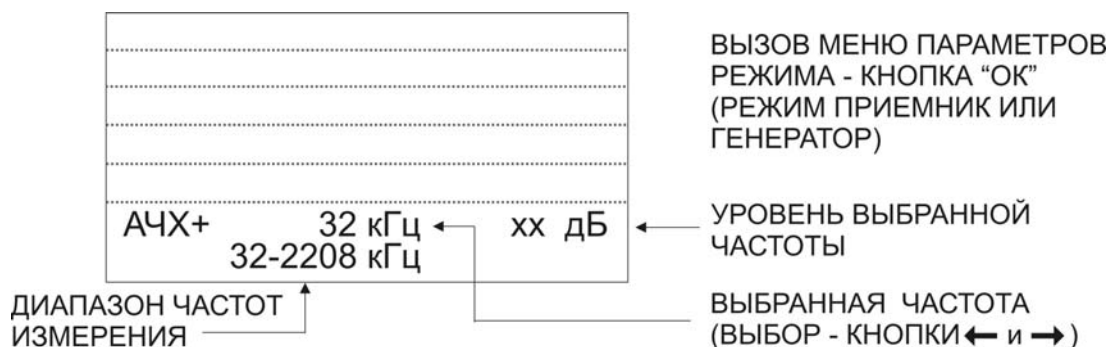 ВЫЗОВ МЕНЮ ПАРАМЕТРОВ
РЕЖИМА - КНОПКА “ОК”
(РЕЖИМ ПРИЕМНИК ИЛИ
ГЕНЕРАТОР)
АЧХ+ 32 кГц хх дБ
32-2208 кГц
УРОВЕНЬ ВЫБРАННОЙ
ЧАСТОТЫ
ДИАПАЗОН ЧАСТОТ
ИЗМЕРЕНИЯ
ВЫБРАННАЯ ЧАСТОТА
(ВЫБОР - КНОПКИ ← и →)